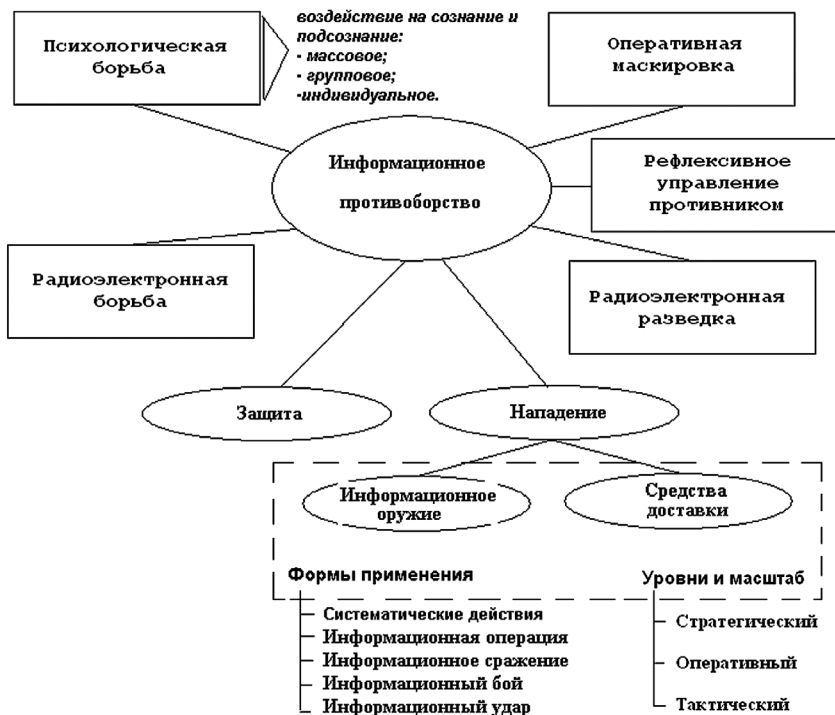 Психологическая
борьба
воздействие на сознание и
подсознание:
- массовое;
- групповое;
-индивидуальное.
Оперативная
маскировка
Информационное
противоборство
Рефлексивное
управление
противником
Радиоэлектронная
борьба
Радиоэлектронная
разведка
Защита
Нападение
Информационное
оружие
Средства
доставки
Формы применения
Систематические действия
Информационная операция
Информационное сражение
Информационный бой
Информационный удар
Уровни и масштаб
Стратегический
Оперативный
Тактический